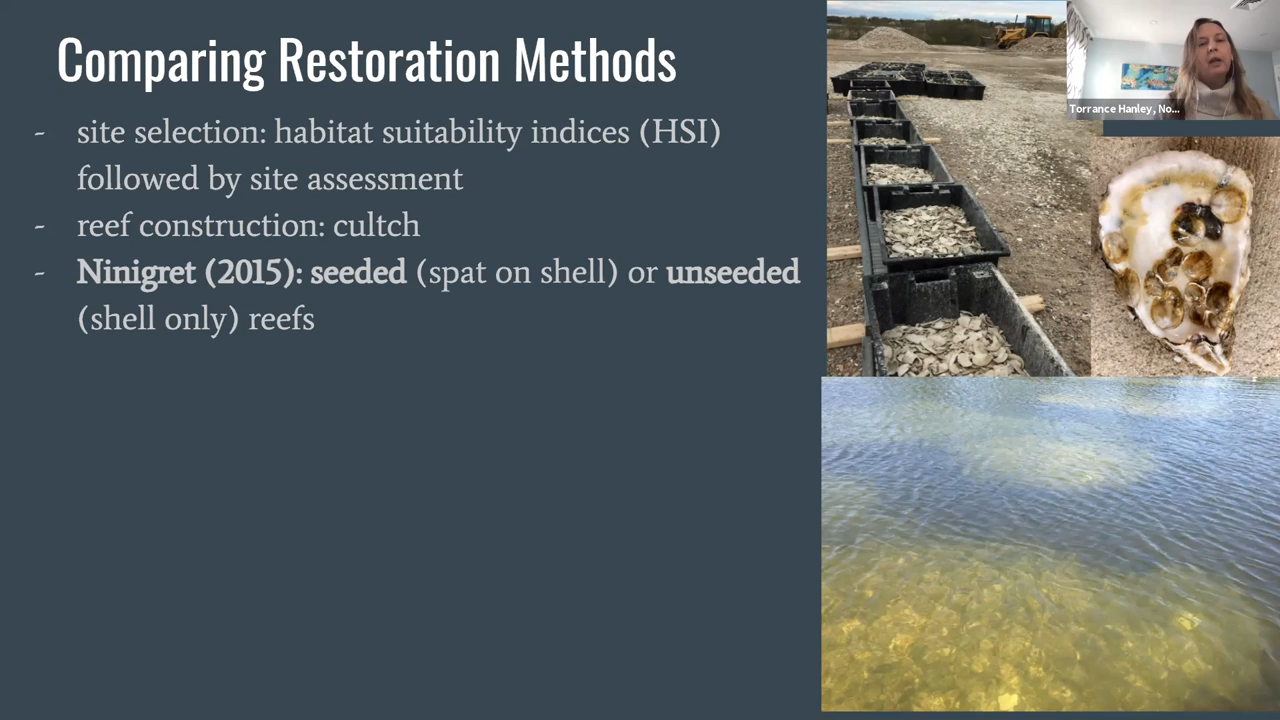 Comparing Restoration Methods
- site selection: habitat suitability indices (HSI)
followed by site assessment
- reef construction: cultch
- Ninigret (2015): seeded (spat on shell) or unseeded
(shell only) reefs
Torrance Hanley, No...